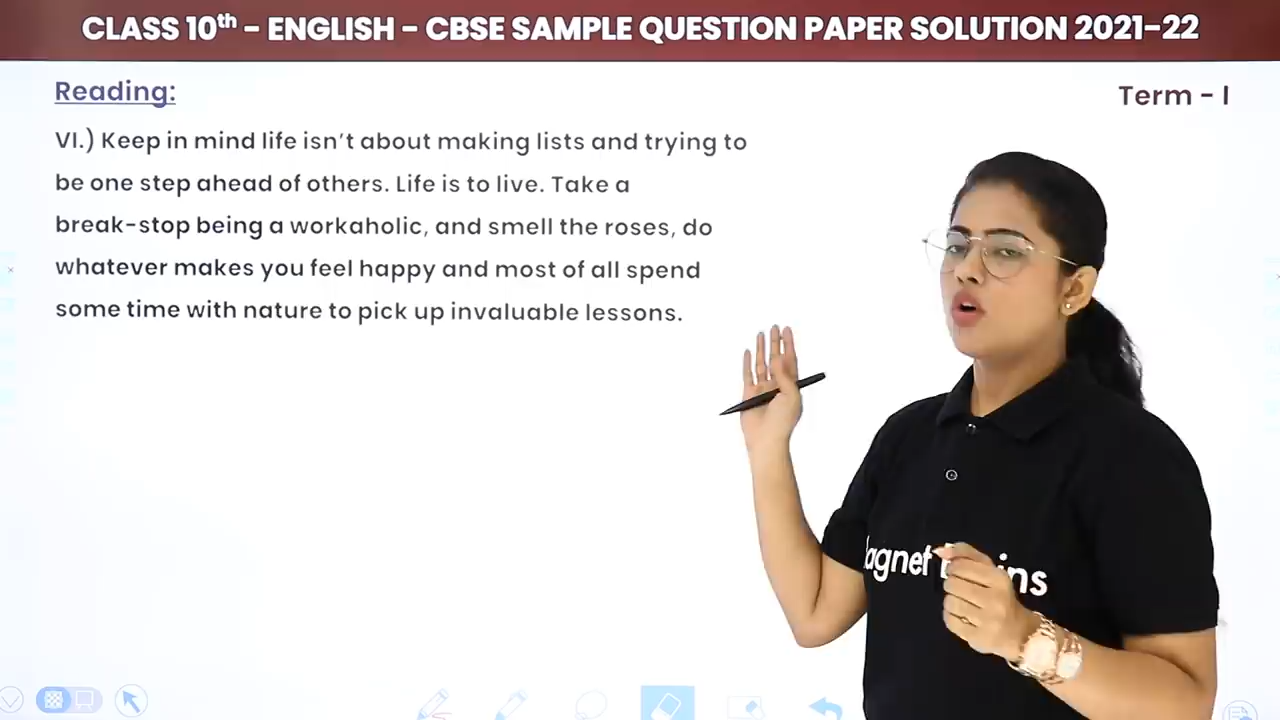 CLASS 10th - ENGLISH - CBSE SAMPLE QUESTION PAPER SOLUTION 2021-22
Reading:
Term - I
VI.) Keep in mind life isn't about making lists and trying to
be one step ahead of others. Life is to live. Take a
break-stop being a workaholic, and smell the roses, do
whatever makes you feel happy and most of all spend
some time with nature to pick up invaluable lessons.